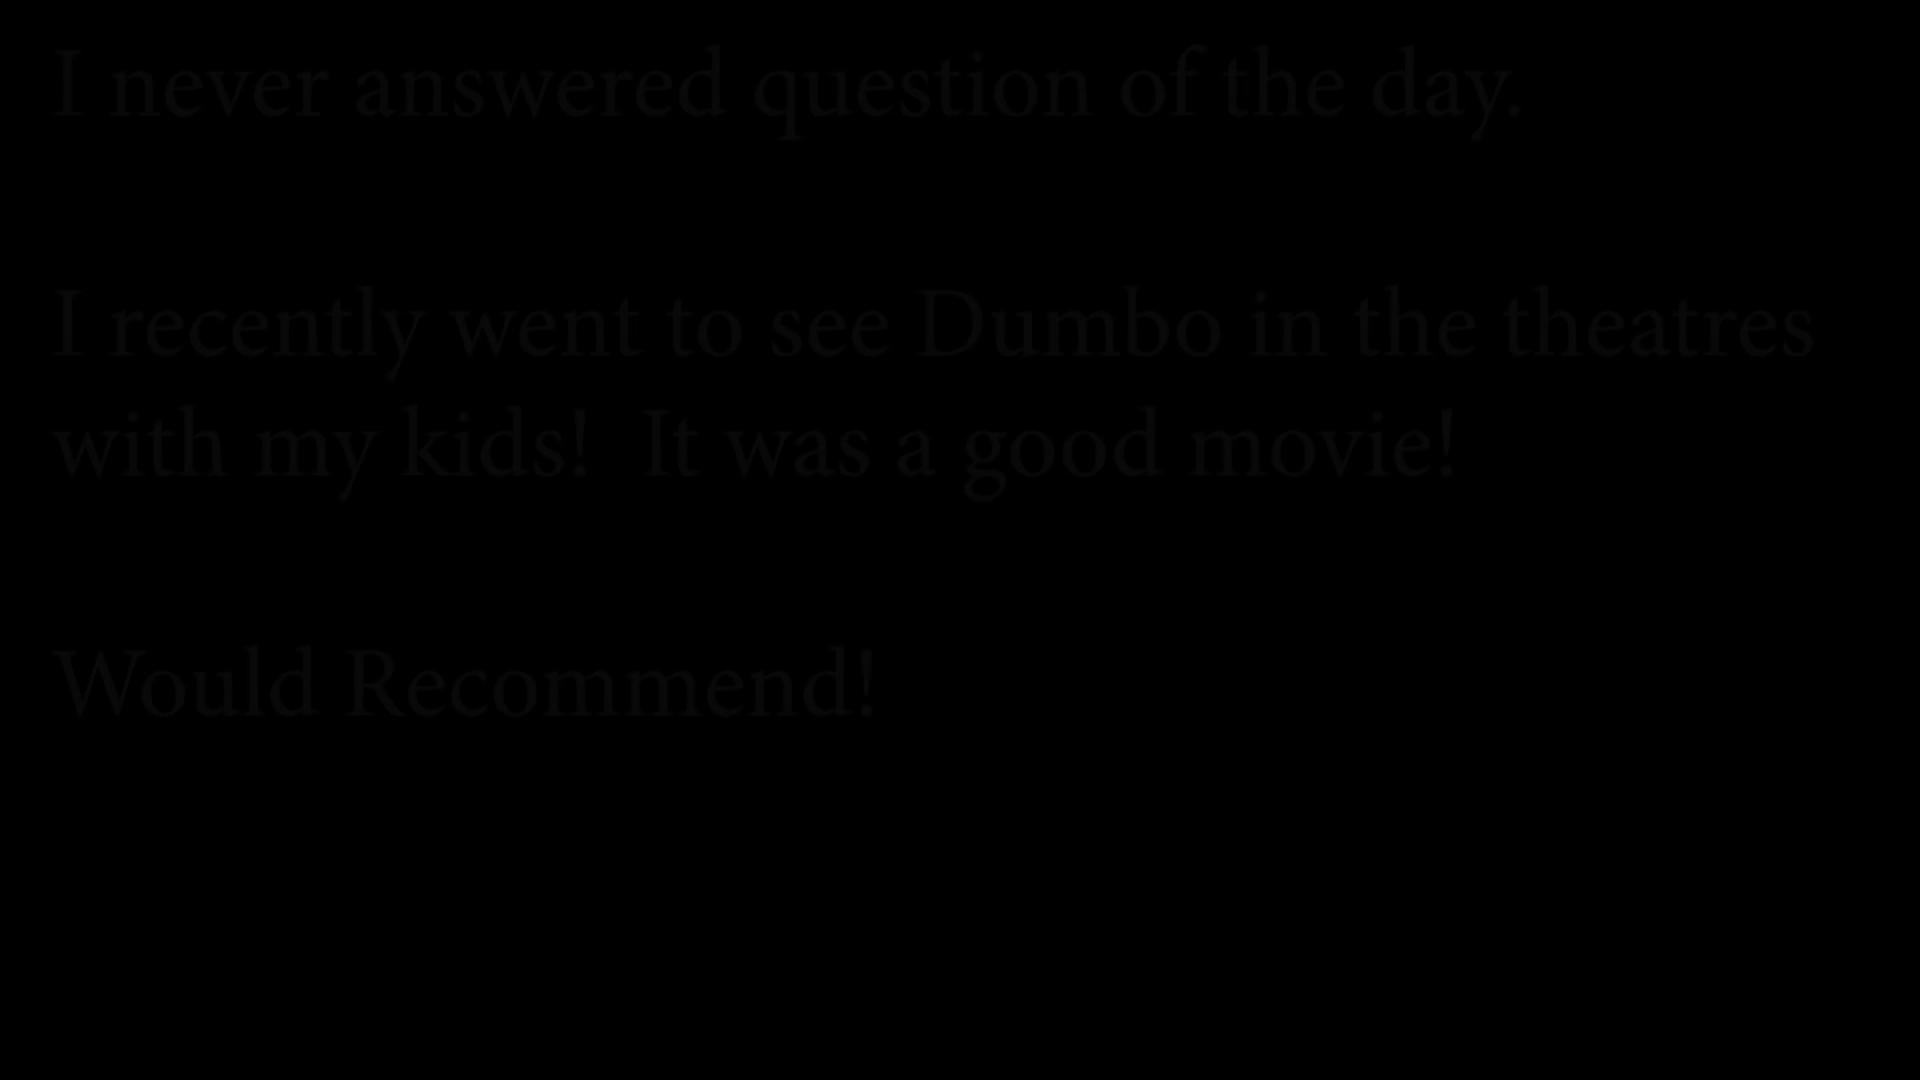 I never answered question of the day.
I recently went to see Dumbo in the theatres
with my kids!  It was a good movie!
Would Recommend!